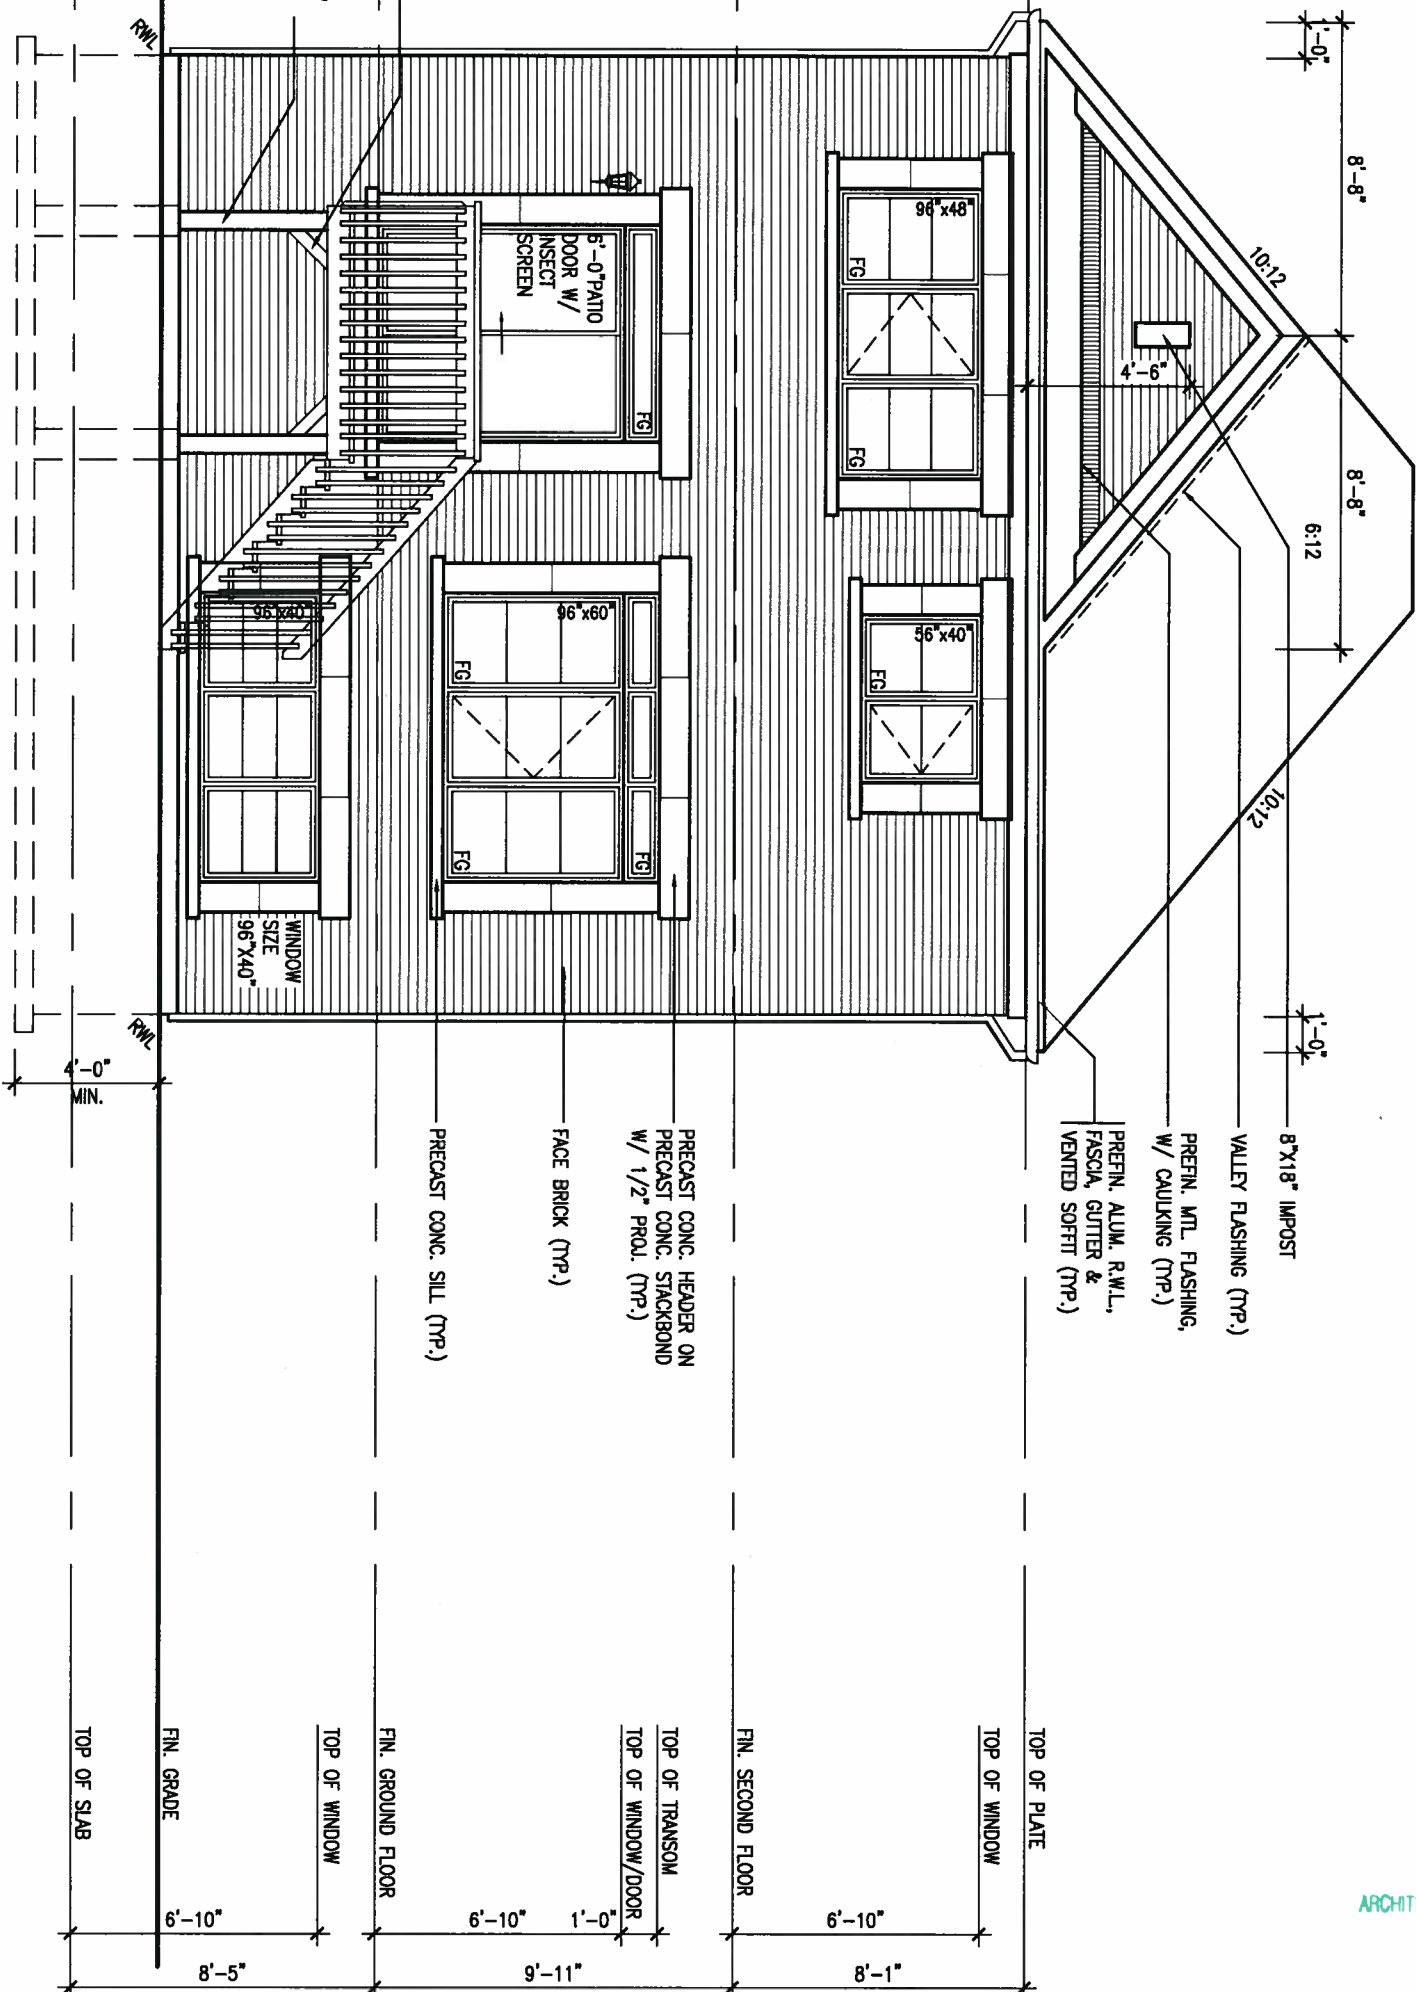 1'-0"
8'-8"
8'-8"
1'-0"
10:12
6:12
10:12
4'-6"
8"X18" IMPOST
VALLEY FLASHING (TYP.)
PREFIN. MTL. FLASHING,
W/ CAULKING (TYP.)
PREFIN. ALUM. R.W.L.,
FASCIA, GUTTER &
VENTED SOFFIT (TYP.)
TOP OF PLATE
TOP OF WINDOW
96"x48"
FG
FG
56"x40"
FG
6'-10"
8'-1"
FIN. SECOND FLOOR
PRECAST CONC. HEADER ON
PRECAST CONC. STACKBOND
W/ 1/2" PROJ. (TYP.)
TOP OF TRANSOM
TOP OF WINDOW/DOOR
1'-0"
FG
FG
6'-0"PATIO
DOOR W/
INSECT
SCREEN
96"x60"
FG
FG
FACE BRICK (TYP.)
6'-10"
9'-11"
PRECAST CONC. SILL (TYP.)
FIN. GROUND FLOOR
TOP OF WINDOW
96"x40"
WINDOW
SIZE
96"X40"
6'-10"
8'-5"
FIN. GRADE
RWL
RWL
4'-0"
MIN.
TOP OF SLAB